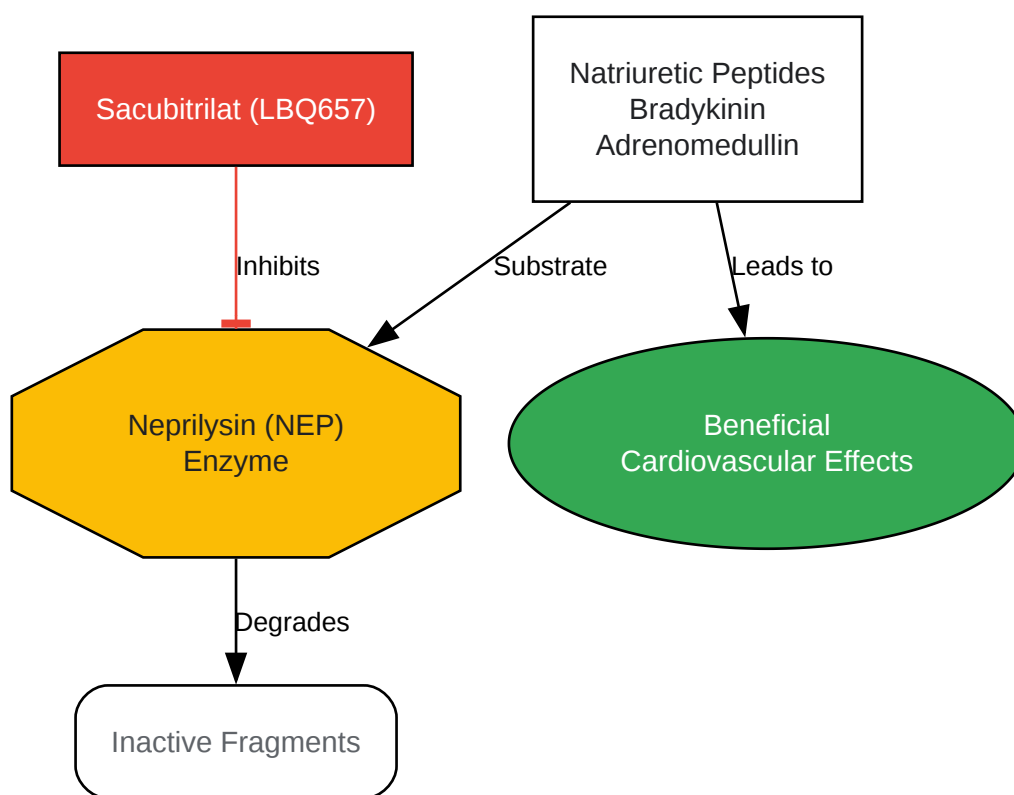 Sacubitrilat (LBQ657)
Natriuretic Peptides
Bradykinin
Adrenomedullin
Inhibits
Substrate
Leads to
Neprilysin (NEP)
Enzyme
Beneficial
Cardiovascular Effects
Degrades
Inactive Fragments